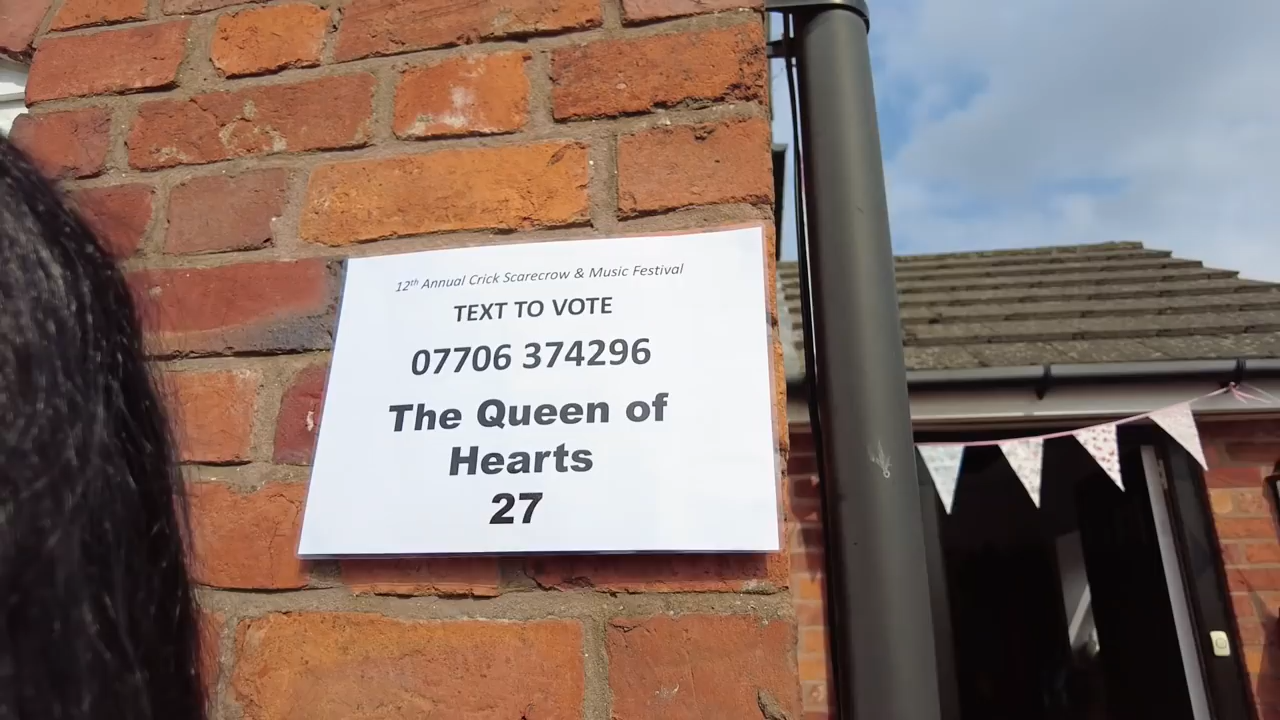 12th Annual Crick Scarecrow & Music Festival
TEXT TO VOTE
07706 374296
The Queen of
Hearts
27